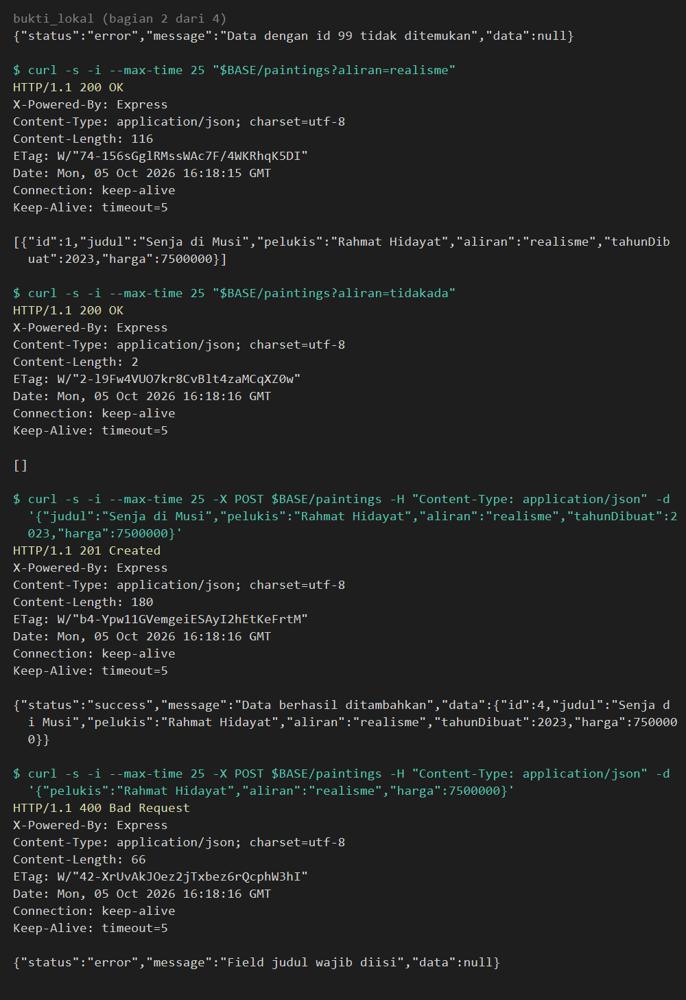 bukti_lokal (bagian 2 dari 4)
{"status":"error","message":"Data dengan id 99 tidak ditemukan","data":null}
$ curl -s -i --max-time 25 "$BASE/paintings?aliran=realisme"
HTTP/1.1 200 OK
X-Powered-By: Express
Content-Type: application/json; charset=utf-8
Content-Length: 116
ETag: W/"74-156sGglRMssWAc7F/4WKRhqK5DI"
Date: Mon, 05 Oct 2026 16:18:15 GMT
Connection: keep-alive
Keep-Alive: timeout=5
[{"id":1,"judul":"Senja di Musi","pelukis":"Rahmat Hidayat","aliran":"realisme","tahunDib
uat":2023,"harga":7500000}]
$ curl -s -i --max-time 25 "$BASE/paintings?aliran=tidakada"
HTTP/1.1 200 OK
X-Powered-By: Express
Content-Type: application/json; charset=utf-8
Content-Length: 2
ETag: W/"2-l9Fw4VUO7kr8CvBlt4zaMCqXZ0w"
Date: Mon, 05 Oct 2026 16:18:16 GMT
Connection: keep-alive
Keep-Alive: timeout=5
[]
$ curl -s -i --max-time 25 -X POST $BASE/paintings -H "Content-Type: application/json" -d
'{"judul":"Senja di Musi","pelukis":"Rahmat Hidayat","aliran":"realisme","tahunDibuat":2
023,"harga":7500000}'
HTTP/1.1 201 Created
X-Powered-By: Express
Content-Type: application/json; charset=utf-8
Content-Length: 180
ETag: W/"b4-Ypw11GVemgeiESAyI2hEtKeFrtM"
Date: Mon, 05 Oct 2026 16:18:16 GMT
Connection: keep-alive
Keep-Alive: timeout=5
{"status":"success","message":"Data berhasil ditambahkan","data":{"id":4,"judul":"Senja d
i Musi","pelukis":"Rahmat Hidayat","aliran":"realisme","tahunDibuat":2023,"harga":750000
0}}
$ curl -s -i --max-time 25 -X POST $BASE/paintings -H "Content-Type: application/json" -d
'{"pelukis":"Rahmat Hidayat","aliran":"realisme","harga":7500000}'
HTTP/1.1 400 Bad Request
X-Powered-By: Express
Content-Type: application/json; charset=utf-8
Content-Length: 66
ETag: W/"42-XrUvAkJOez2jTxbez6rQcphW3hI"
Date: Mon, 05 Oct 2026 16:18:16 GMT
Connection: keep-alive
Keep-Alive: timeout=5
{"status":"error","message":"Field judul wajib diisi","data":null}